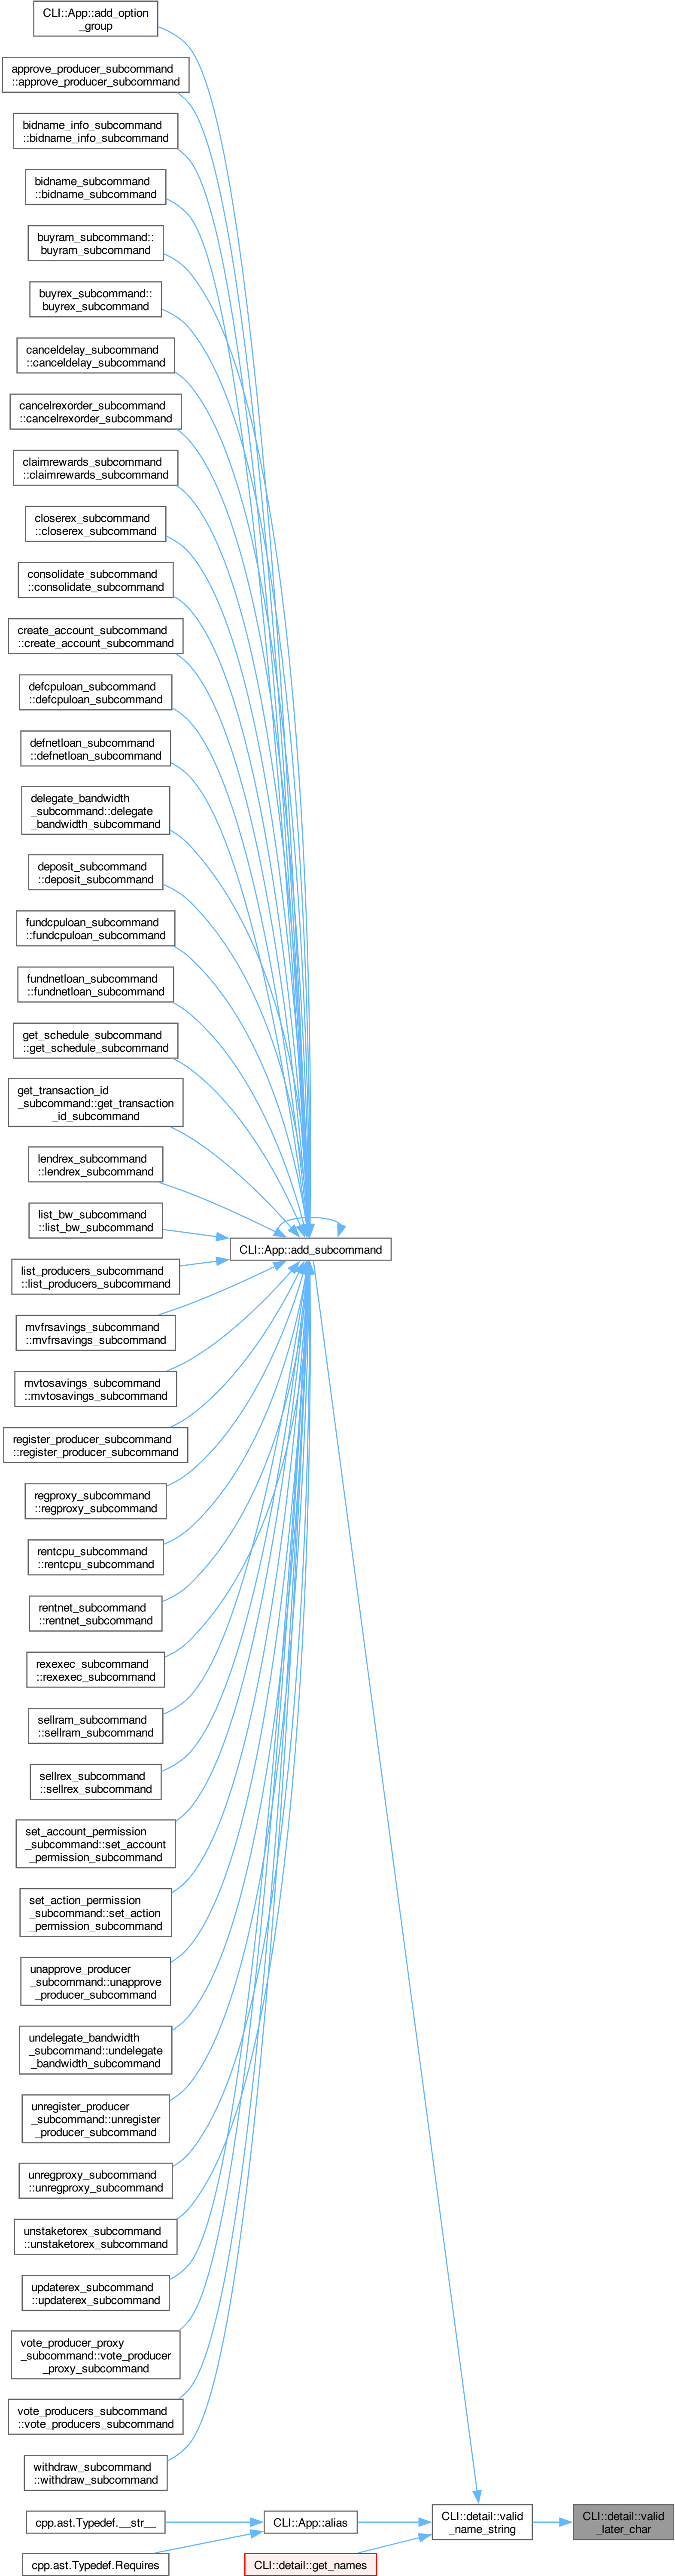 CLI::App::add_option
_group
approve_producer_subcommand
::approve_producer_subcommand
bidname_info_subcommand
::bidname_info_subcommand
bidname_subcommand
::bidname_subcommand
buyram_subcommand::
buyram_subcommand
buyrex_subcommand::
buyrex_subcommand
canceldelay_subcommand
::canceldelay_subcommand
cancelrexorder_subcommand
::cancelrexorder_subcommand
claimrewards_subcommand
::claimrewards_subcommand
closerex_subcommand
::closerex_subcommand
consolidate_subcommand
::consolidate_subcommand
create_account_subcommand
::create_account_subcommand
defcpuloan_subcommand
::defcpuloan_subcommand
defnetloan_subcommand
::defnetloan_subcommand
delegate_bandwidth
_subcommand::delegate
_bandwidth_subcommand
deposit_subcommand
::deposit_subcommand
fundcpuloan_subcommand
::fundcpuloan_subcommand
fundnetloan_subcommand
::fundnetloan_subcommand
get_schedule_subcommand
::get_schedule_subcommand
get_transaction_id
_subcommand::get_transaction
_id_subcommand
lendrex_subcommand
::lendrex_subcommand
list_bw_subcommand
::list_bw_subcommand
CLI::App::add_subcommand
list_producers_subcommand
::list_producers_subcommand
mvfrsavings_subcommand
::mvfrsavings_subcommand
mvtosavings_subcommand
::mvtosavings_subcommand
register_producer_subcommand
::register_producer_subcommand
regproxy_subcommand
::regproxy_subcommand
rentcpu_subcommand
::rentcpu_subcommand
rentnet_subcommand
::rentnet_subcommand
rexexec_subcommand
::rexexec_subcommand
sellram_subcommand
::sellram_subcommand
sellrex_subcommand
::sellrex_subcommand
set_account_permission
_subcommand::set_account
_permission_subcommand
set_action_permission
_subcommand::set_action
_permission_subcommand
unapprove_producer
_subcommand::unapprove
_producer_subcommand
undelegate_bandwidth
_subcommand::undelegate
_bandwidth_subcommand
unregister_producer
_subcommand::unregister
_producer_subcommand
unregproxy_subcommand
::unregproxy_subcommand
unstaketorex_subcommand
::unstaketorex_subcommand
updaterex_subcommand
::updaterex_subcommand
vote_producer_proxy
_subcommand::vote_producer
_proxy_subcommand
vote_producers_subcommand
::vote_producers_subcommand
withdraw_subcommand
::withdraw_subcommand
cpp.ast.Typedef.__str__
CLI::App::alias
CLI::detail::valid
_name_string
CLI::detail::valid
_later_char
cpp.ast.Typedef.Requires
CLI::detail::get_names